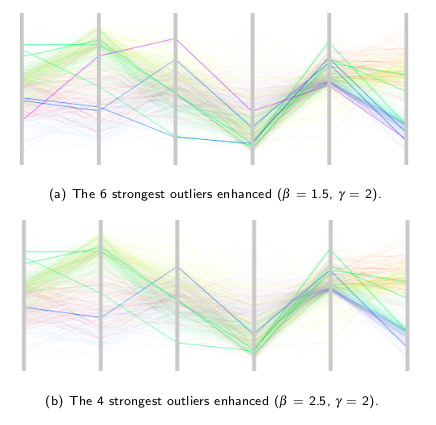 (a) The 6 strongest outliers enhanced (β = 1.5, γ = 2).
(b) The 4 strongest outliers enhanced (β = 2.5, γ = 2).